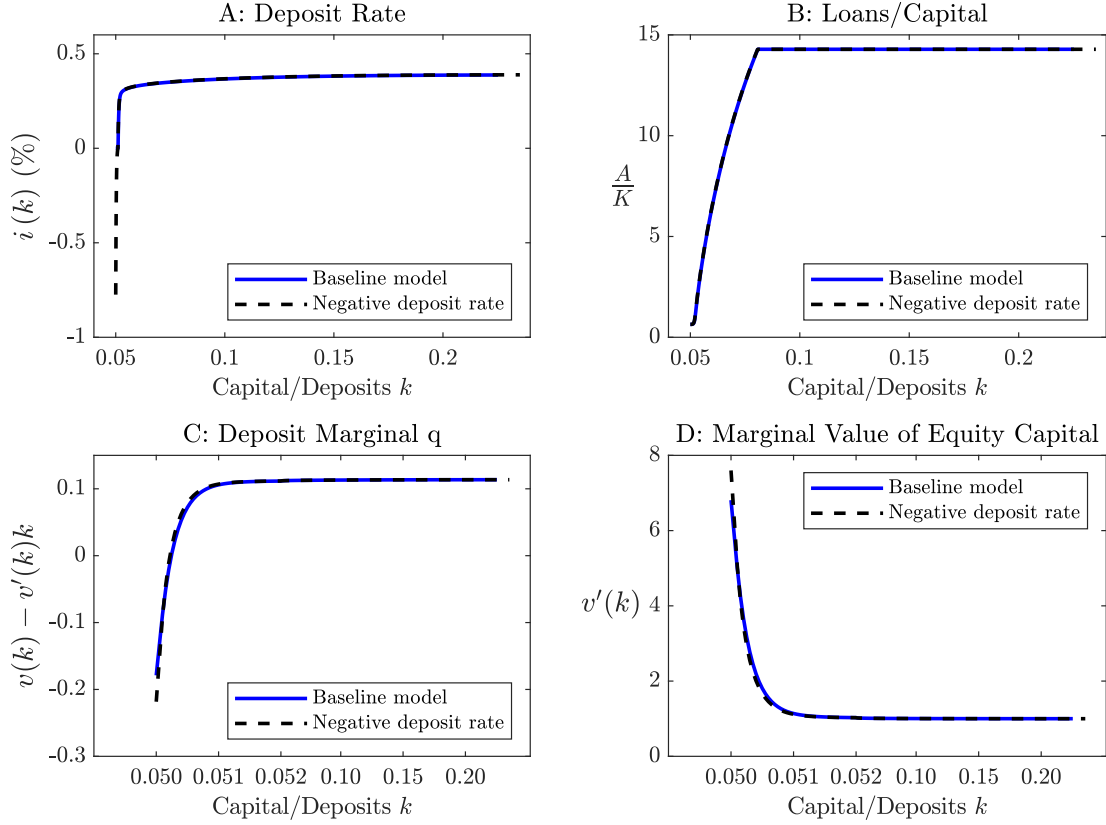 A: Deposit Rate
0.5
0
-0.5
-1
i(k) (%)
0.05 0.1 0.15 0.2
Capital/Deposits k
Baseline model
Negative deposit rate
B: Loans/Capital
15
10
5
0
A
K
0.05 0.1 0.15 0.2
Capital/Deposits k
Baseline model
Negative deposit rate
C: Deposit Marginal q
0.1
0
-0.1
-0.2
-0.3
v(k) − v′(k)k
0.050 0.051 0.052 0.10 0.15 0.20
Capital/Deposits k
Baseline model
Negative deposit rate
D: Marginal Value of Equity Capital
8
6
4
2
0
v′(k)
0.050 0.051 0.052 0.10 0.15 0.20
Capital/Deposits k
Baseline model
Negative deposit rate